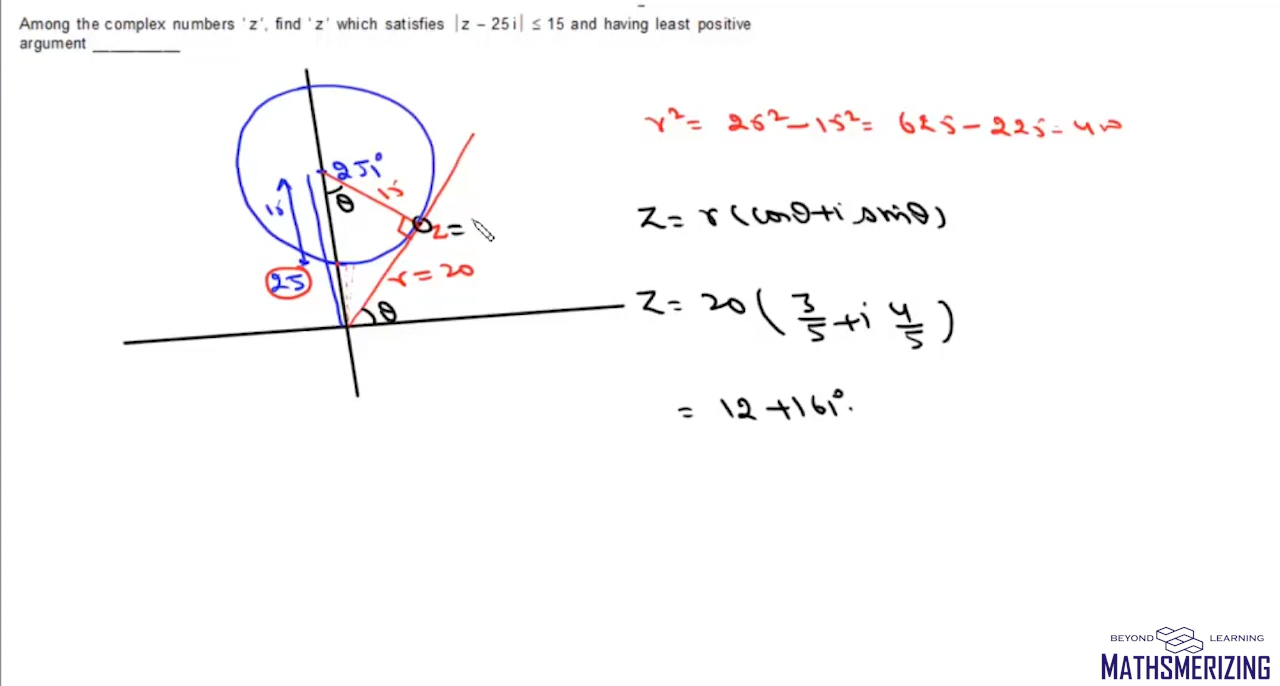 Among the complex numbers 'z', find 'z' which satisfies |z − 25i| ≤ 15 and having least positive
argument __________
r² = 25² − 15² = 625 − 225 = 400
25i
15
θ
15
z =
25
r = 20
θ
z = r(cosθ + i sinθ)
z = 20 (3/5 + i 4/5)
= 12 + 16i.
BEYOND LEARNING
MATHSMERIZING